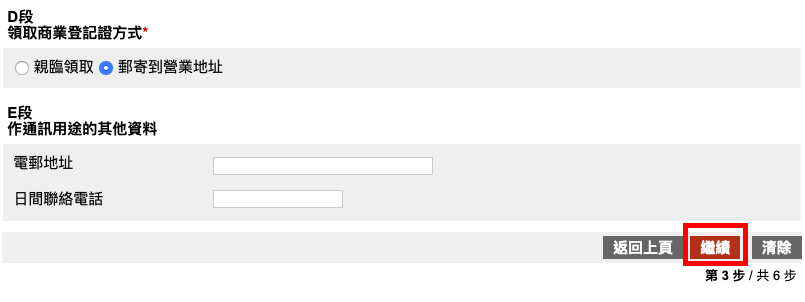 D段
領取商業登記證方式*
親臨領取 郵寄到營業地址
E段
作通訊用途的其他資料
電郵地址
日間聯絡電話
返回上頁 繼續 清除
第 3 步 / 共 6 步